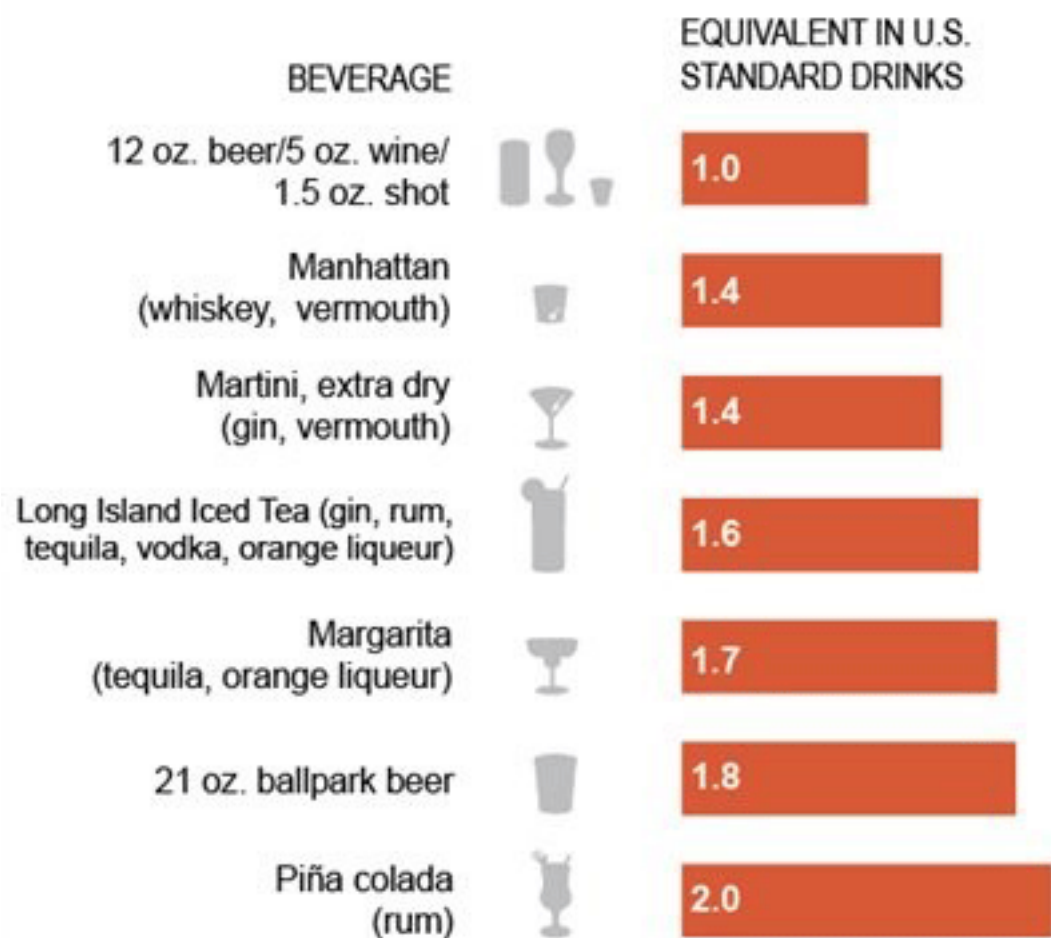 BEVERAGE
EQUIVALENT IN U.S.
STANDARD DRINKS
12 oz. beer/5 oz. wine/
1.5 oz. shot
1.0
Manhattan
(whiskey, vermouth)
1.4
Martini, extra dry
(gin, vermouth)
1.4
Long Island Iced Tea (gin, rum,
tequila, vodka, orange liqueur)
1.6
Margarita
(tequila, orange liqueur)
1.7
21 oz. ballpark beer
1.8
Piña colada
(rum)
2.0